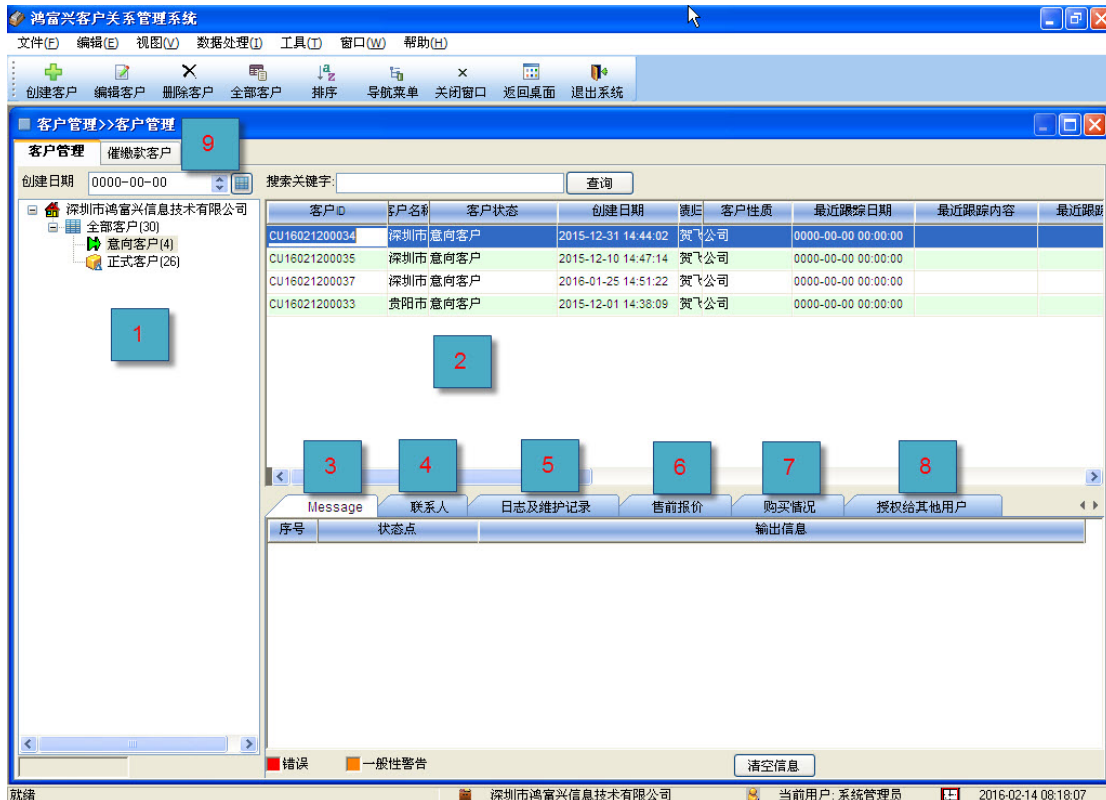 鸿富兴客户关系管理系统
文件(F) 编辑(E) 视图(V) 数据处理(I) 工具(T) 窗口(W) 帮助(H)
创建客户 编辑客户 删除客户 全部客户 排序 导航菜单 关闭窗口 返回桌面 退出系统
客户管理>>客户管理
客户管理 催缴款客户 9
创建日期 0000-00-00 搜索关键字: 查询
深圳市鸿富兴信息技术有限公司
全部客户(30)
意向客户(4)
正式客户(26)
1
客户ID 客户名称 客户状态 创建日期 客户性质 最近跟踪日期 最近跟踪内容 最近跟踪
CU16021200034 深圳市 意向客户 2015-12-31 14:44:02 贺飞 公司 0000-00-00 00:00:00
CU16021200035 深圳市 意向客户 2015-12-10 14:47:14 贺飞 公司 0000-00-00 00:00:00
CU16021200037 深圳市 意向客户 2016-01-25 14:51:22 贺飞 公司 0000-00-00 00:00:00
CU16021200033 贵阳市 意向客户 2015-12-01 14:38:09 贺飞 公司 0000-00-00 00:00:00
2
3 4 5 6 7 8
Message 联系人 日志及维护记录 售前报价 购买情况 授权给其他用户
序号 状态点 输出信息
错误 一般性警告 清空信息
就绪 深圳市鸿富兴信息技术有限公司 当前用户: 系统管理员 2016-02-14 08:18:07